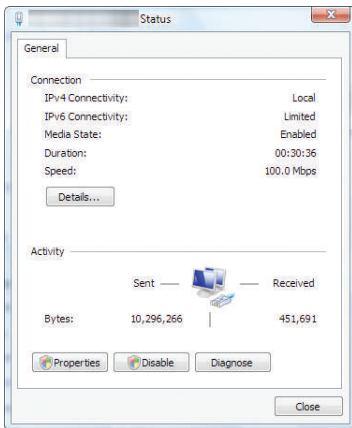 Status
General
Connection
IPv4 Connectivity: Local
IPv6 Connectivity: Limited
Media State: Enabled
Duration: 00:30:36
Speed: 100.0 Mbps
Details...
Activity
Sent Received
Bytes: 10,296,266 451,691
Properties Disable Diagnose
Close